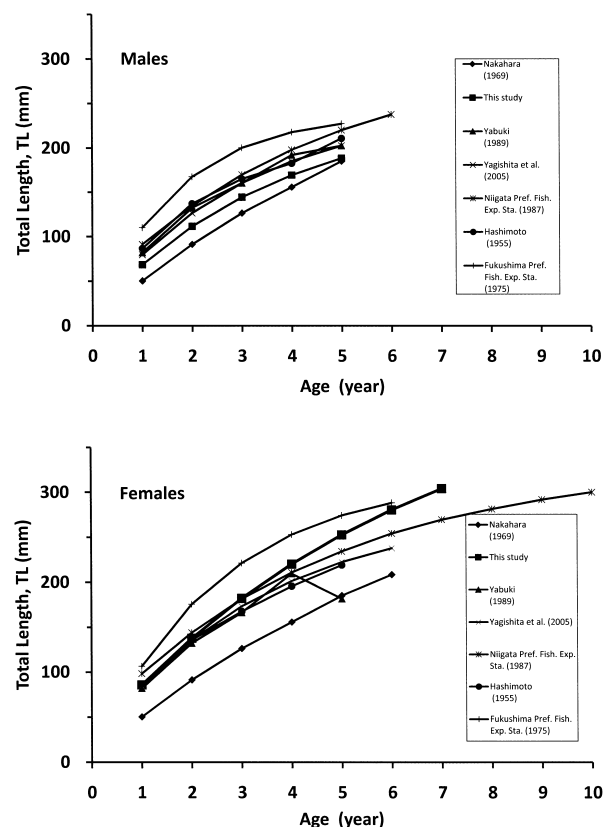 Males
Total Length, TL (mm)
300
200
100
0
0 1 2 3 4 5 6 7 8 9 10
Age (year)
Nakahara
(1969)
This study
Yabuki
(1989)
Yagishita et al.
(2005)
Niigata Pref. Fish.
Exp. Sta. (1987)
Hashimoto
(1955)
Fukushima Pref.
Fish. Exp. Sta.
(1975)
Females
Total Length, TL (mm)
300
200
100
0
0 1 2 3 4 5 6 7 8 9 10
Age (year)
Nakahara
(1969)
This study
Yabuki
(1989)
Yagishita et al. (2005)
Niigata Pref. Fish. Exp.
Sta. (1987)
Hashimoto
(1955)
Fukushima Pref. Fish.
Exp. Sta. (1975)